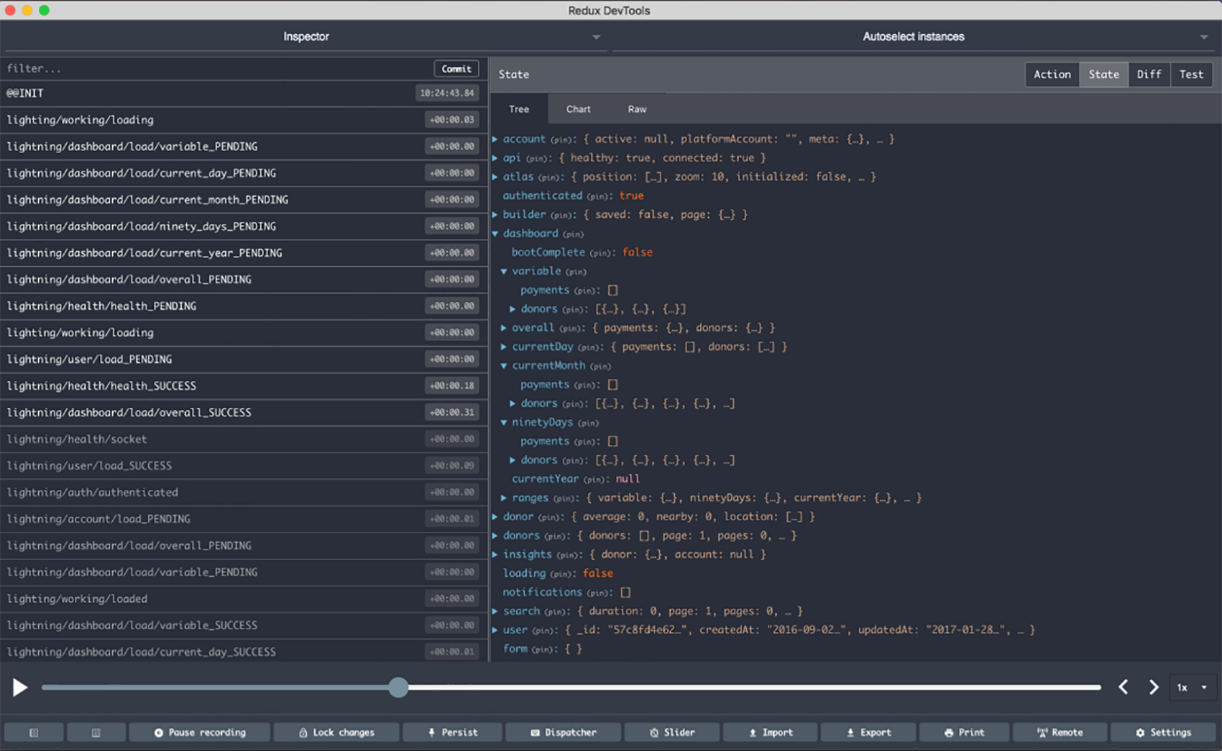 Redux DevTools
Inspector
Autoselect instances
filter...
Commit
@@INIT 10:24:43.84
lighting/working/loading +00:00.03
lightning/dashboard/load/variable_PENDING +00:00.00
lightning/dashboard/load/current_day_PENDING +00:00:00
lightning/dashboard/load/current_month_PENDING +00:00:00
lightning/dashboard/load/ninety_days_PENDING +00:00:00
lightning/dashboard/load/current_year_PENDING +00:00:00
lightning/dashboard/load/overall_PENDING +00:00:00
lightning/health/health_PENDING +00:00:00
lighting/working/loading +00:00:00
lightning/user/load_PENDING +00:00:00
lightning/health/health_SUCCESS +00:00.18
lightning/dashboard/load/overall_SUCCESS +00:00.31
lightning/health/socket +00:00.00
lightning/user/load_SUCCESS +00:00.09
lightning/auth/authenticated +00:00.00
lightning/account/load_PENDING +00:00.01
lightning/dashboard/load/overall_PENDING +00:00.00
lightning/dashboard/load/variable_PENDING +00:00:00
lighting/working/loaded +00:00.00
lightning/dashboard/load/variable_SUCCESS +00:00.00
lightning/dashboard/load/current_day_SUCCESS +00:00.01
State
Action State Diff Test
Tree Chart Raw
account (pin): { active: null, platformAccount: "", meta: {…}, … }
api (pin): { healthy: true, connected: true }
atlas (pin): { position: […], zoom: 10, initialized: false, … }
authenticated (pin): true
builder (pin): { saved: false, page: {…} }
dashboard (pin)
bootComplete (pin): false
variable (pin)
payments (pin): []
donors (pin): [{…}, {…}, {…}]
overall (pin): { payments: {…}, donors: {…} }
currentDay (pin): { payments: [], donors: […] }
currentMonth (pin)
payments (pin): []
donors (pin): [{…}, {…}, {…}, {…}, …]
ninetyDays (pin)
payments (pin): []
donors (pin): [{…}, {…}, {…}, {…}, …]
currentYear (pin): null
ranges (pin): { variable: {…}, ninetyDays: {…}, currentYear: {…}, … }
donor (pin): { average: 0, nearby: 0, location: […] }
donors (pin): { donors: [], page: 1, pages: 0, … }
insights (pin): { donor: {…}, account: null }
loading (pin): false
notifications (pin): []
search (pin): { duration: 0, page: 1, pages: 0, … }
user (pin): { _id: "57c8fd4e62…", createdAt: "2016-09-02…", updatedAt: "2017-01-28…", … }
form (pin): { }
1x
Pause recording Lock changes Persist Dispatcher Slider Import Export Print Remote Settings